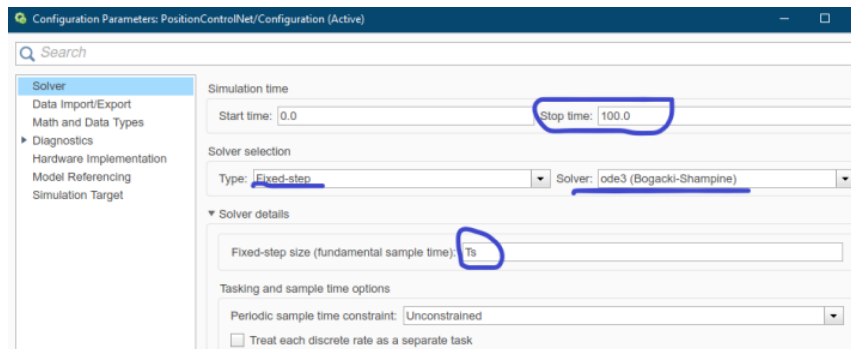 Configuration Parameters: PositionControlNet/Configuration (Active)
Search
Solver
Data Import/Export
Math and Data Types
Diagnostics
Hardware Implementation
Model Referencing
Simulation Target
Simulation time
Start time: 0.0 Stop time: 100.0
Solver selection
Type: Fixed-step Solver: ode3 (Bogacki-Shampine)
Solver details
Fixed-step size (fundamental sample time): Ts
Tasking and sample time options
Periodic sample time constraint: Unconstrained
Treat each discrete rate as a separate task